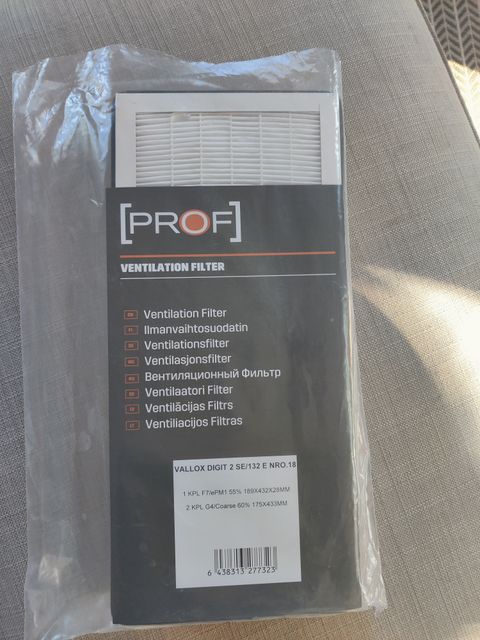 [PROF]
VENTILATION FILTER
EN Ventilation Filter
FI Ilmanvaihtosuodatin
SE Ventilationsfilter
NO Ventilasjonsfilter
RU Вентиляционный Фильтр
EE Ventilaatori Filter
LV Ventilācijas Filtrs
LT Ventiliacijos Filtras
VALLOX DIGIT 2 SE/132 E NRO.18
1 KPL F7/ePM1 55% 189X432X28MM
2 KPL G4/Coarse 60% 175X433MM
6 438313 277323